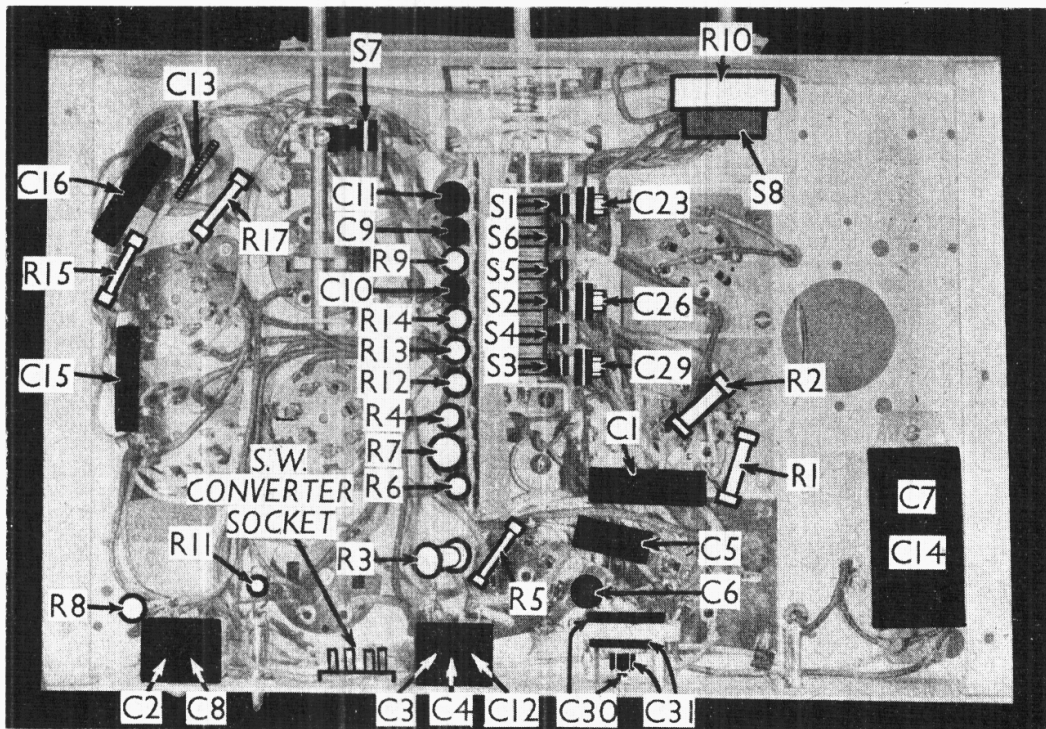 R10
S7
C13
C16
S8
C11
S1
C23
C9
S6
R17
R9
S5
R15
C10
S2
C26
R14
S4
R13
S3
C29
C15
R12
R2
R4
C1
R7
S.W.
CONVERTER
SOCKET
R6
R1
C7
C14
R11
R3
C5
R5
C6
R8
C2
C8
C3
C4
C12
C30
C31